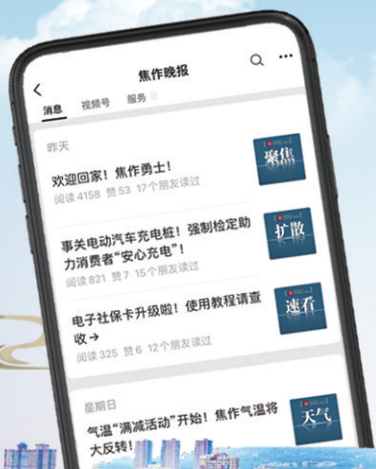 焦作晚报
消息 视频号 服务
昨天
欢迎回家！焦作勇士！
阅读 4158 赞 53 17个朋友读过
聚焦
事关电动汽车充电桩！强制检定助
力消费者“安心充电”！
阅读 821 赞 7 15个朋友读过
扩散
电子社保卡升级啦！使用教程请查
收→
阅读 325 赞 6 12个朋友读过
速看
星期日
气温“满减活动”开始！焦作气温将
大反转！
天气